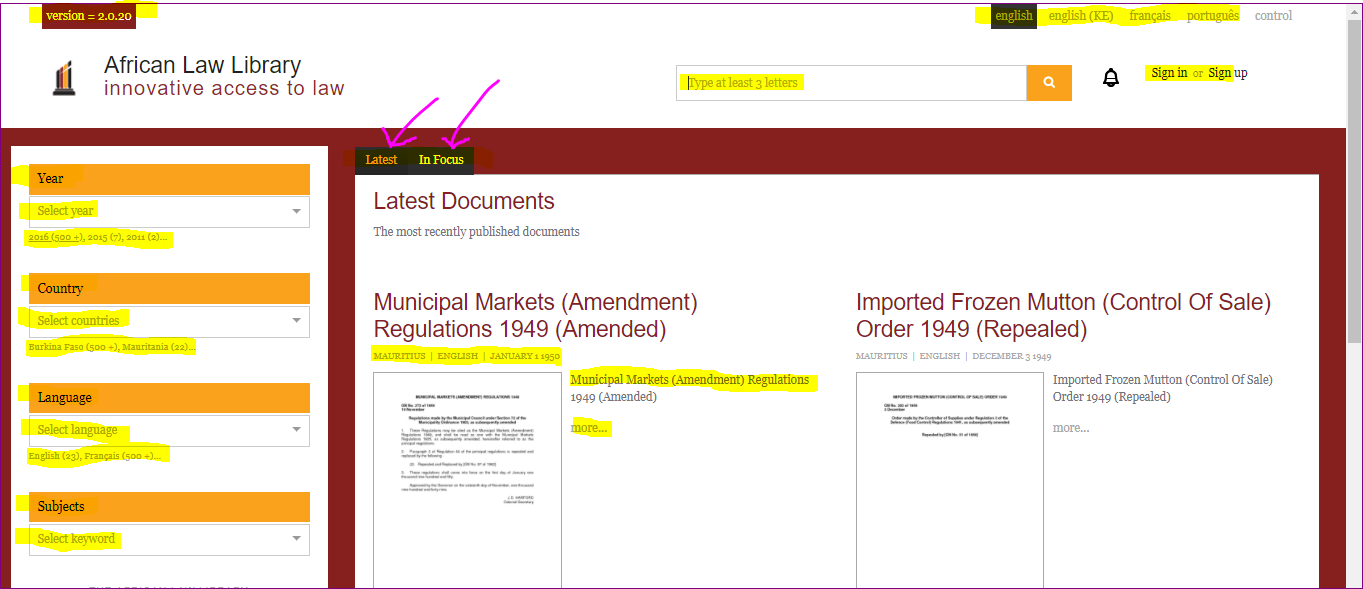 version = 2.0.20
english english (KE) français português control
African Law Library
innovative access to law
Type at least 3 letters
Sign in or Sign up
Latest In Focus
Year
Select year
2016 (500 +), 2015 (7), 2011 (2)...
Country
Select countries
Burkina Faso (500 +), Mauritania (22)...
Language
Select language
English (23), Français (500 +)...
Subjects
Select keyword
Latest Documents
The most recently published documents
Municipal Markets (Amendment)
Regulations 1949 (Amended)
MAURITIUS | ENGLISH | JANUARY 1 1950
MUNICIPAL MARKETS (AMENDMENT) REGULATIONS 1949
Municipal Markets (Amendment) Regulations
1949 (Amended)
more...
Imported Frozen Mutton (Control Of Sale)
Order 1949 (Repealed)
MAURITIUS | ENGLISH | DECEMBER 3 1949
IMPORTED FROZEN MUTTON (CONTROL OF SALE) ORDER 1949
Imported Frozen Mutton (Control Of Sale)
Order 1949 (Repealed)
more...